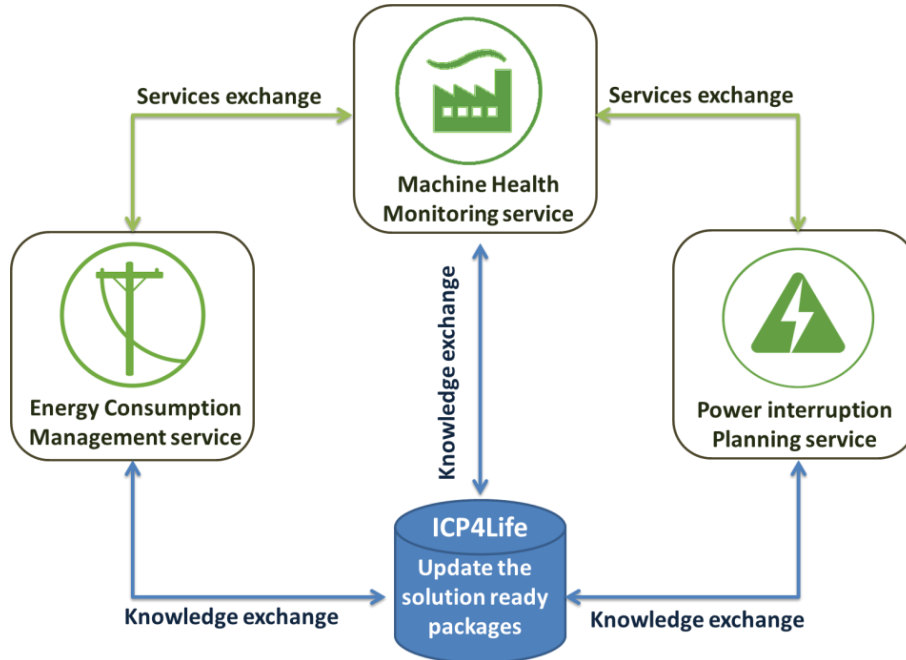 Services exchange
Services exchange
Machine Health
Monitoring service
Energy Consumption
Management service
Knowledge exchange
Power interruption
Planning service
ICP4Life
Update the
solution ready
packages
Knowledge exchange
Knowledge exchange